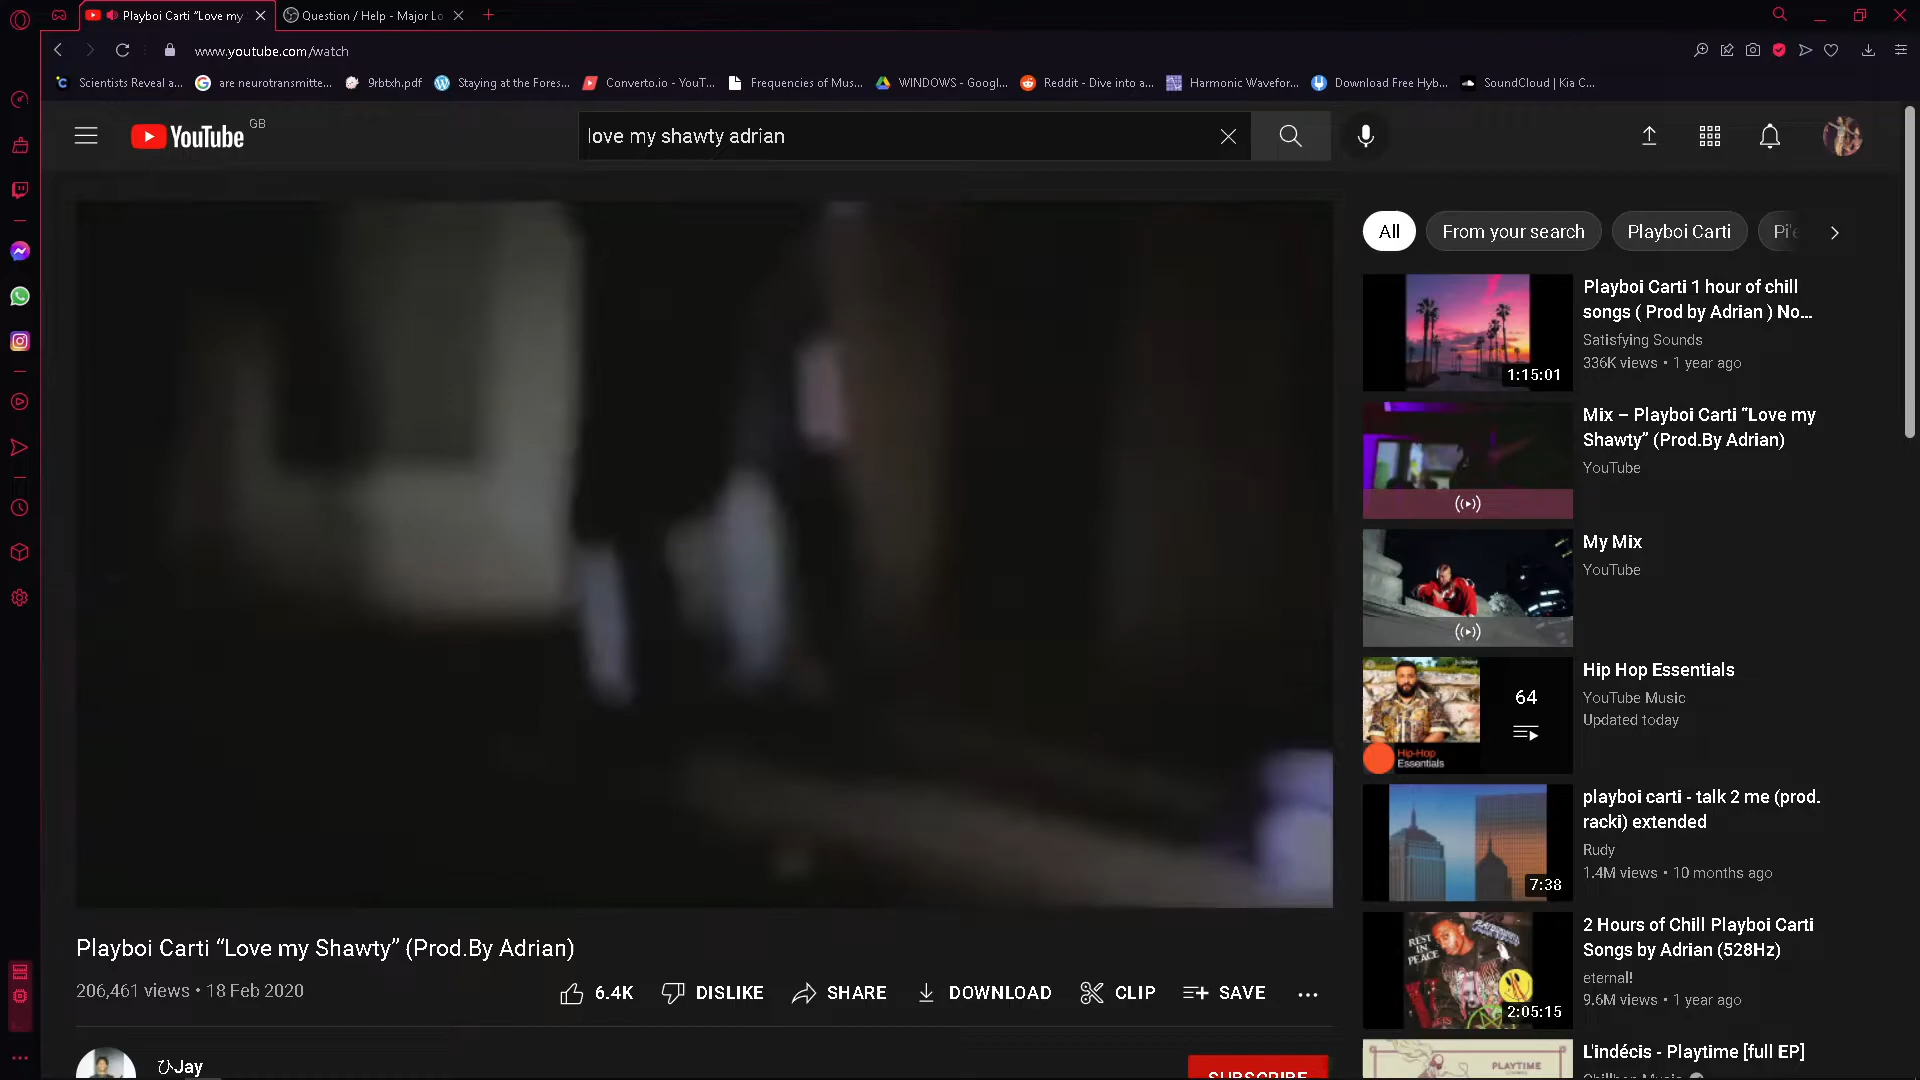 Playboi Carti “Love my
Question / Help - Major Lo
www.youtube.com/watch
Scientists Reveal a...
are neurotransmitte...
9rbtxh.pdf
Staying at the Fores...
Converto.io - YouT...
Frequencies of Mus...
WINDOWS - Googl...
Reddit - Dive into a...
Harmonic Wavefor...
Download Free Hyb...
SoundCloud | Kia C...
YouTube
GB
love my shawty adrian
All
From your search
Playboi Carti
Playboi Carti 1 hour of chill
songs ( Prod by Adrian ) No...
Satisfying Sounds
336K views • 1 year ago
1:15:01
Mix – Playboi Carti “Love my
Shawty” (Prod.By Adrian)
YouTube
My Mix
YouTube
Hip Hop Essentials
YouTube Music
Updated today
64
Hip-Hop
Essentials
playboi carti - talk 2 me (prod.
racki) extended
Rudy
1.4M views • 10 months ago
7:38
2 Hours of Chill Playboi Carti
Songs by Adrian (528Hz)
eternal!
9.6M views • 1 year ago
REST
IN
PEACE
2:05:15
L'indécis - Playtime [full EP]
PLAYTIME
Playboi Carti “Love my Shawty” (Prod.By Adrian)
206,461 views • 18 Feb 2020
6.4K
DISLIKE
SHARE
DOWNLOAD
CLIP
SAVE
ひJay
SUBSCRIBE